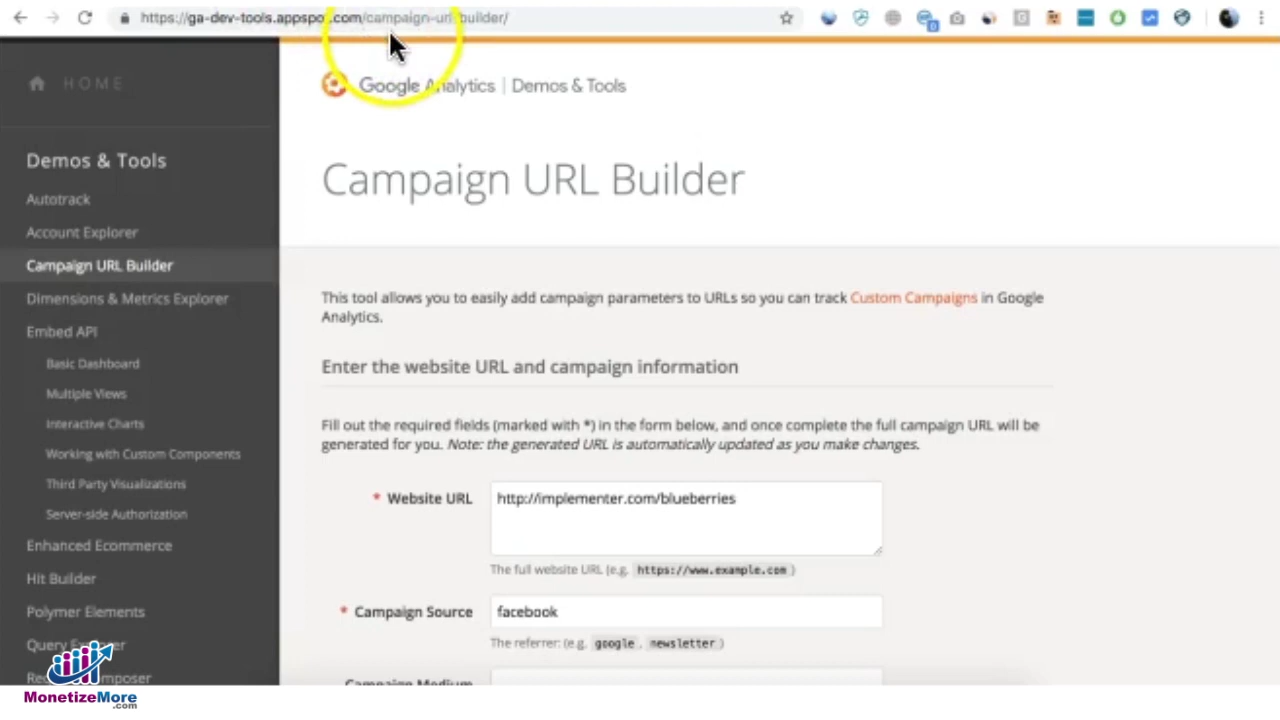 https://ga-dev-tools.appspot.com/campaign-url-builder/
HOME
Google Analytics | Demos & Tools
Demos & Tools
Autotrack
Account Explorer
Campaign URL Builder
Dimensions & Metrics Explorer
Embed API
Basic Dashboard
Multiple Views
Interactive Charts
Working with Custom Components
Third Party Visualizations
Server-side Authorization
Enhanced Ecommerce
Hit Builder
Polymer Elements
Query Explorer
Campaign URL Builder
This tool allows you to easily add campaign parameters to URLs so you can track Custom Campaigns in Google
Analytics.
Enter the website URL and campaign information
Fill out the required fields (marked with *) in the form below, and once complete the full campaign URL will be
generated for you. Note: the generated URL is automatically updated as you make changes.
* Website URL
http://implementer.com/blueberries
The full website URL (e.g. https://www.example.com )
* Campaign Source
facebook
The referrer: (e.g. google , newsletter )
Campaign Medium
MonetizeMore
.com